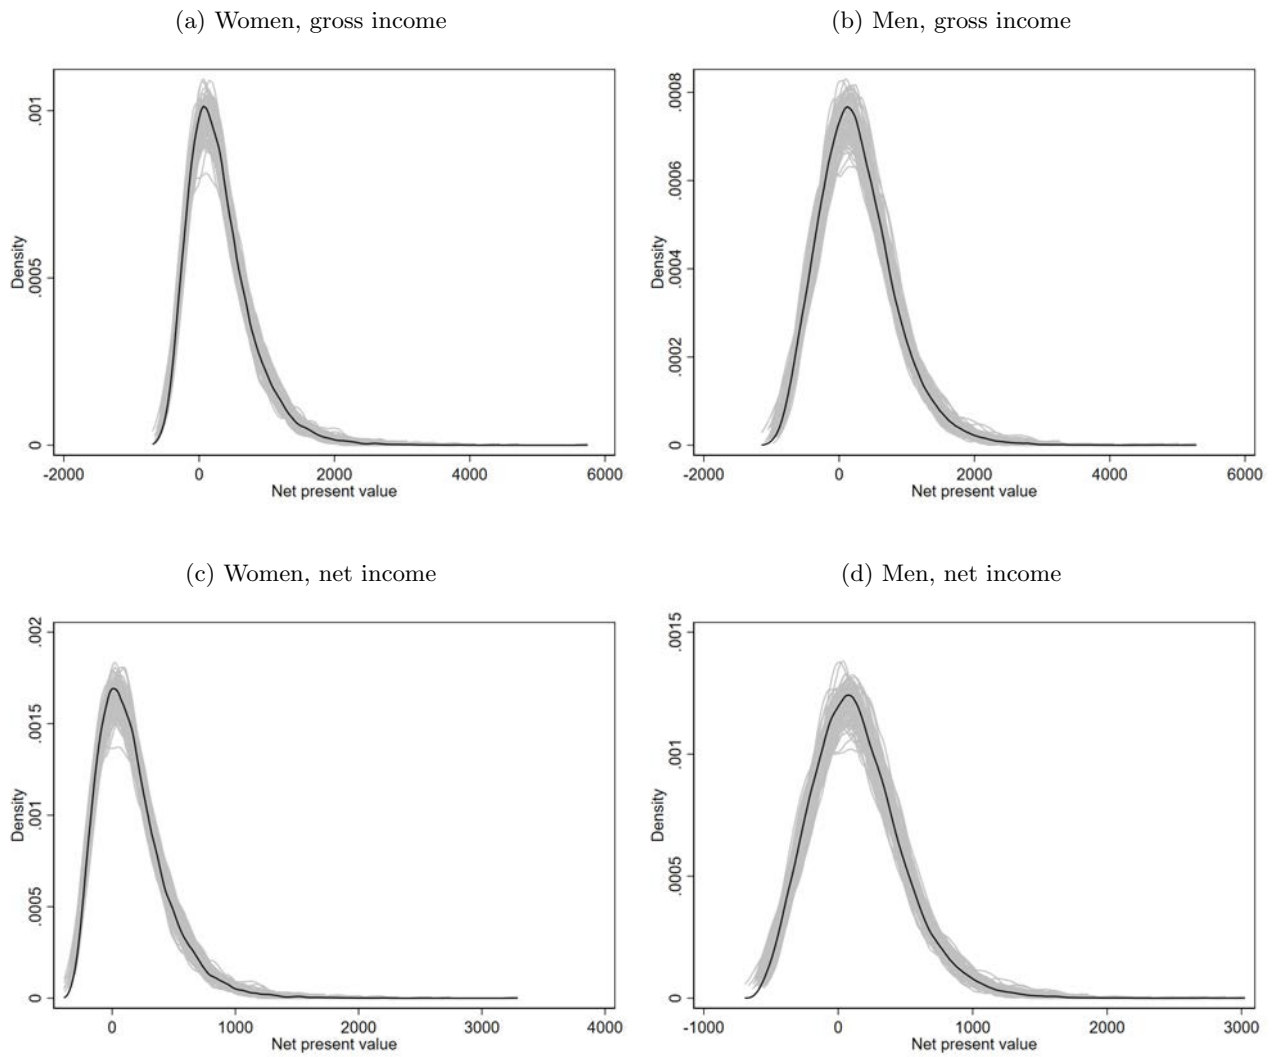 (a) Women, gross income
.001
.0005
0
Density
-2000 0 2000 4000 6000
Net present value
(b) Men, gross income
.0008
.0006
.0004
.0002
0
Density
-2000 0 2000 4000 6000
Net present value
(c) Women, net income
.002
.0015
.001
.0005
0
Density
0 1000 2000 3000 4000
Net present value
(d) Men, net income
.0015
.001
.0005
0
Density
-1000 0 1000 2000 3000
Net present value